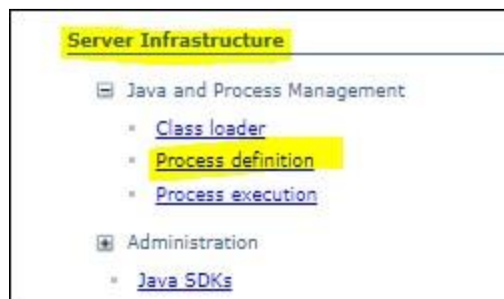 Server Infrastructure
Java and Process Management
Class loader
Process definition
Process execution
Administration
Java SDKs